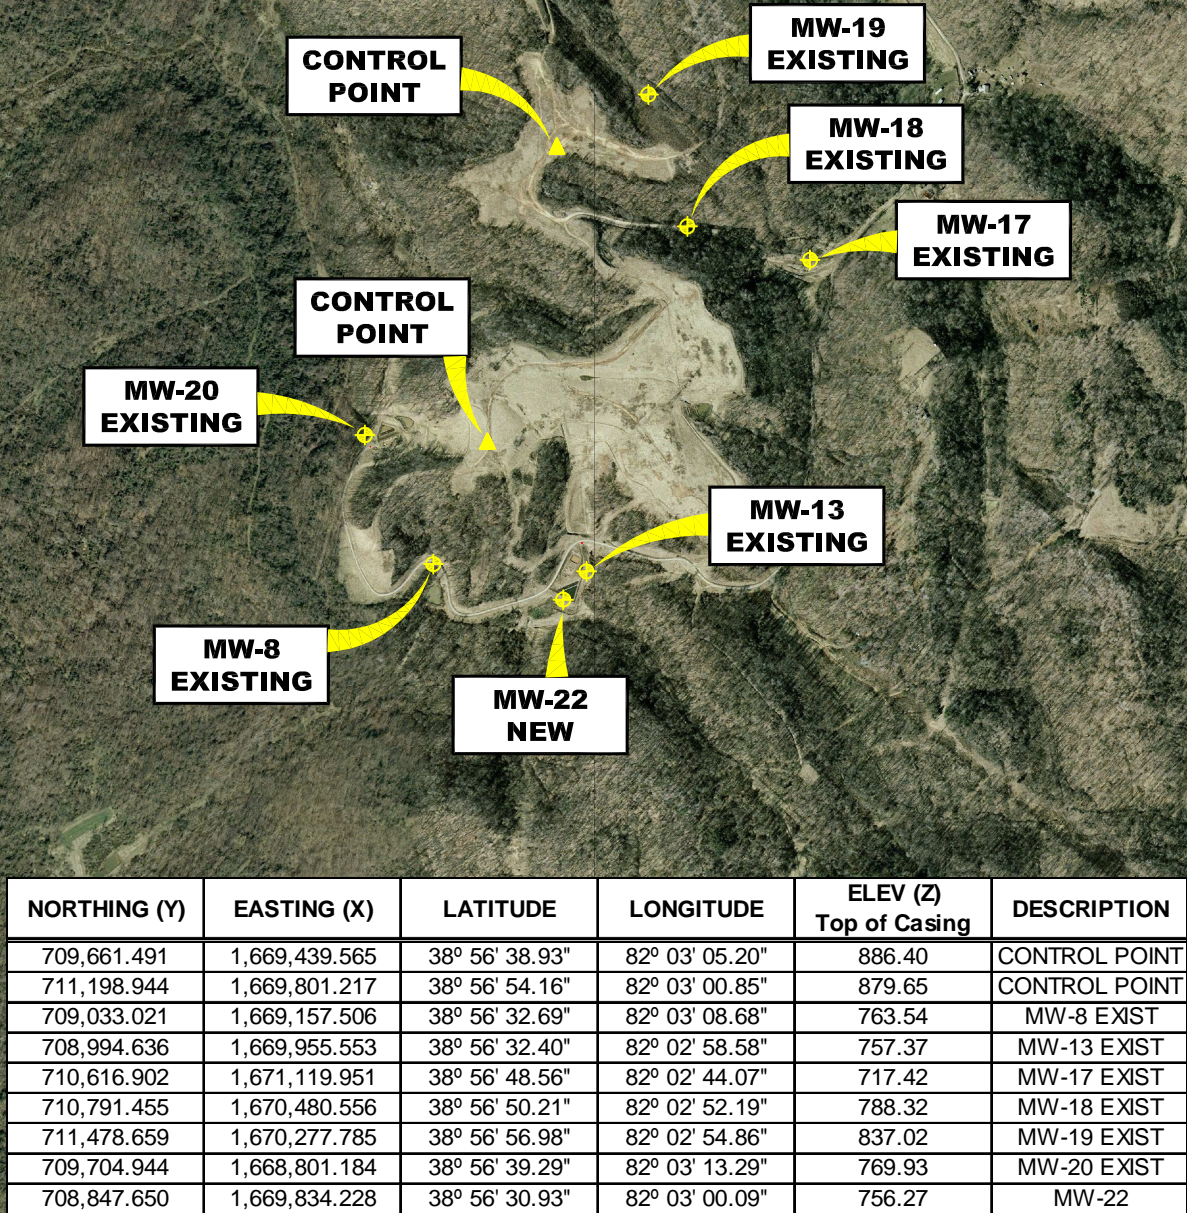 MW-19
EXISTING
CONTROL
POINT
MW-18
EXISTING
MW-17
EXISTING
CONTROL
POINT
MW-20
EXISTING
MW-13
EXISTING
MW-8
EXISTING
MW-22
NEW
NORTHING (Y) EASTING (X) LATITUDE LONGITUDE ELEV (Z) Top of Casing DESCRIPTION
709,661.491 1,669,439.565 38º 56' 38.93" 82º 03' 05.20" 886.40 CONTROL POINT
711,198.944 1,669,801.217 38º 56' 54.16" 82º 03' 00.85" 879.65 CONTROL POINT
709,033.021 1,669,157.506 38º 56' 32.69" 82º 03' 08.68" 763.54 MW-8 EXIST
708,994.636 1,669,955.553 38º 56' 32.40" 82º 02' 58.58" 757.37 MW-13 EXIST
710,616.902 1,671,119.951 38º 56' 48.56" 82º 02' 44.07" 717.42 MW-17 EXIST
710,791.455 1,670,480.556 38º 56' 50.21" 82º 02' 52.19" 788.32 MW-18 EXIST
711,478.659 1,670,277.785 38º 56' 56.98" 82º 02' 54.86" 837.02 MW-19 EXIST
709,704.944 1,668,801.184 38º 56' 39.29" 82º 03' 13.29" 769.93 MW-20 EXIST
708,847.650 1,669,834.228 38º 56' 30.93" 82º 03' 00.09" 756.27 MW-22